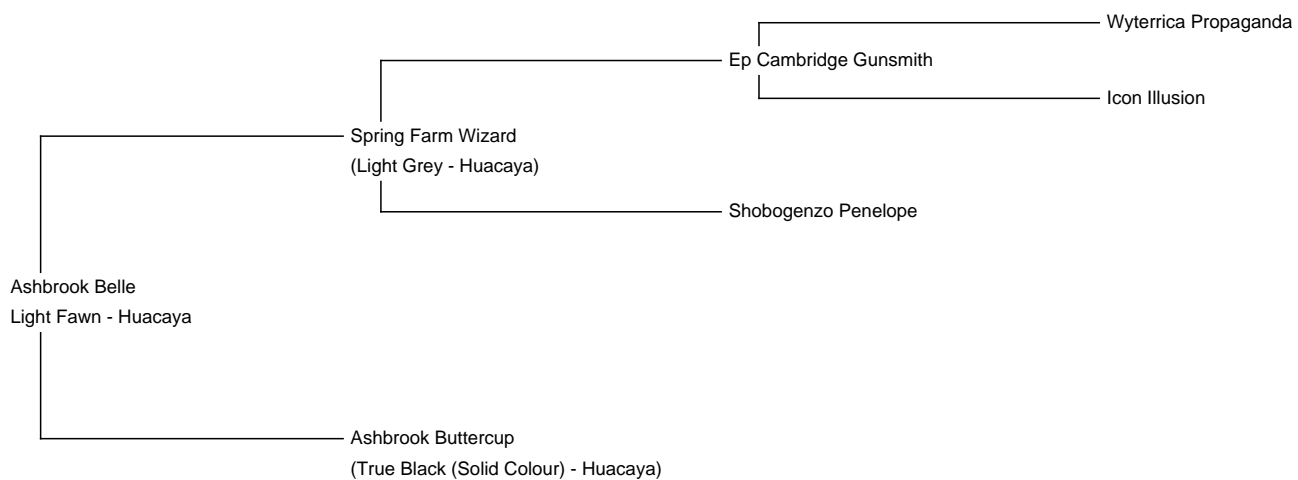 Wyterrica Propaganda
Ep Cambridge Gunsmith
Icon Illusion
Spring Farm Wizard
(Light Grey - Huacaya)
Shobogenzo Penelope
Ashbrook Belle
Light Fawn - Huacaya
Ashbrook Buttercup
(True Black (Solid Colour) - Huacaya)